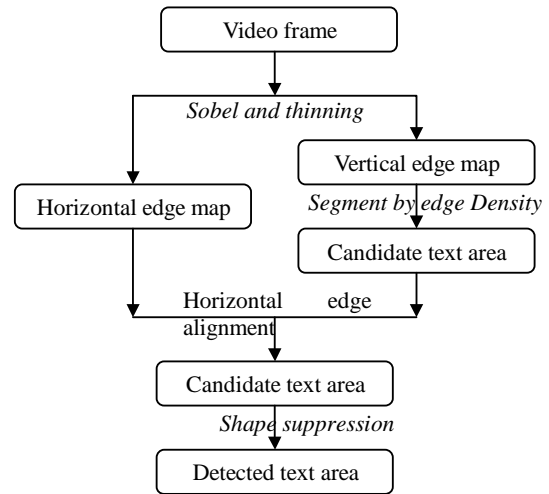 Video frame
Sobel and thinning
Vertical edge map
Horizontal edge map
Segment by edge Density
Candidate text area
Horizontal edge
alignment
Candidate text area
Shape suppression
Detected text area